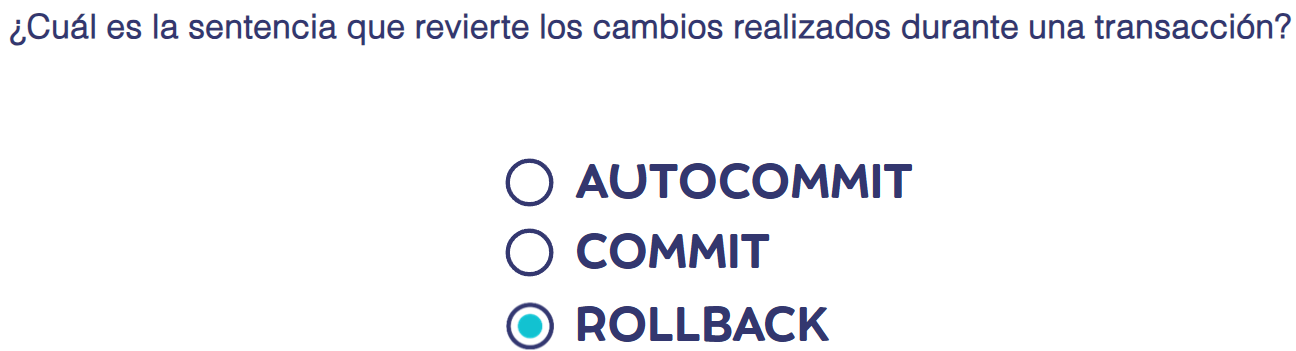 ¿Cuál es la sentencia que revierte los cambios realizados durante una transacción?
AUTOCOMMIT
COMMIT
ROLLBACK